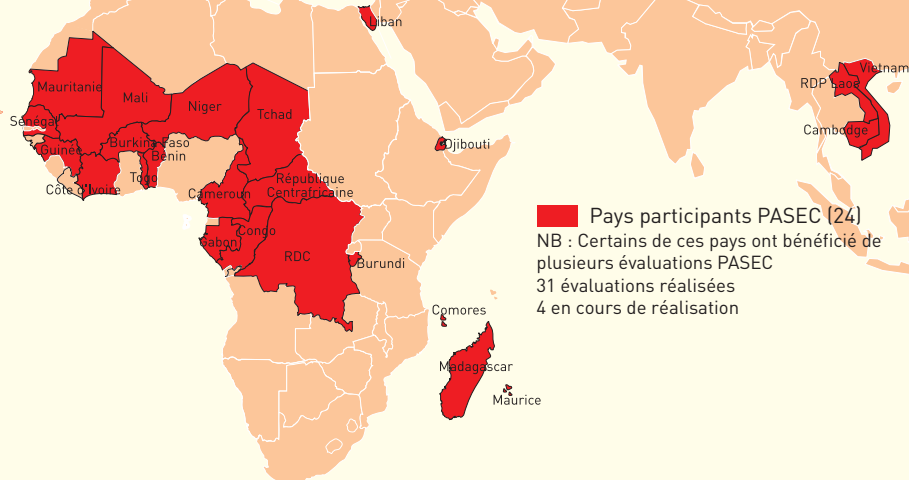 Liban
Mauritanie
Mali
Niger
Tchad
Sénégal
Guinée
Burkina Faso
Bénin
Togo
Côte d'Ivoire
Cameroun
République
Centrafricaine
Congo
Gabon
RDC
Burundi
Djibouti
Comores
Madagascar
Maurice
Vietnam
RDP Laos
Cambodge
Pays participants PASEC (24)
NB : Certains de ces pays ont bénéficié de
plusieurs évaluations PASEC
31 évaluations réalisées
4 en cours de réalisation